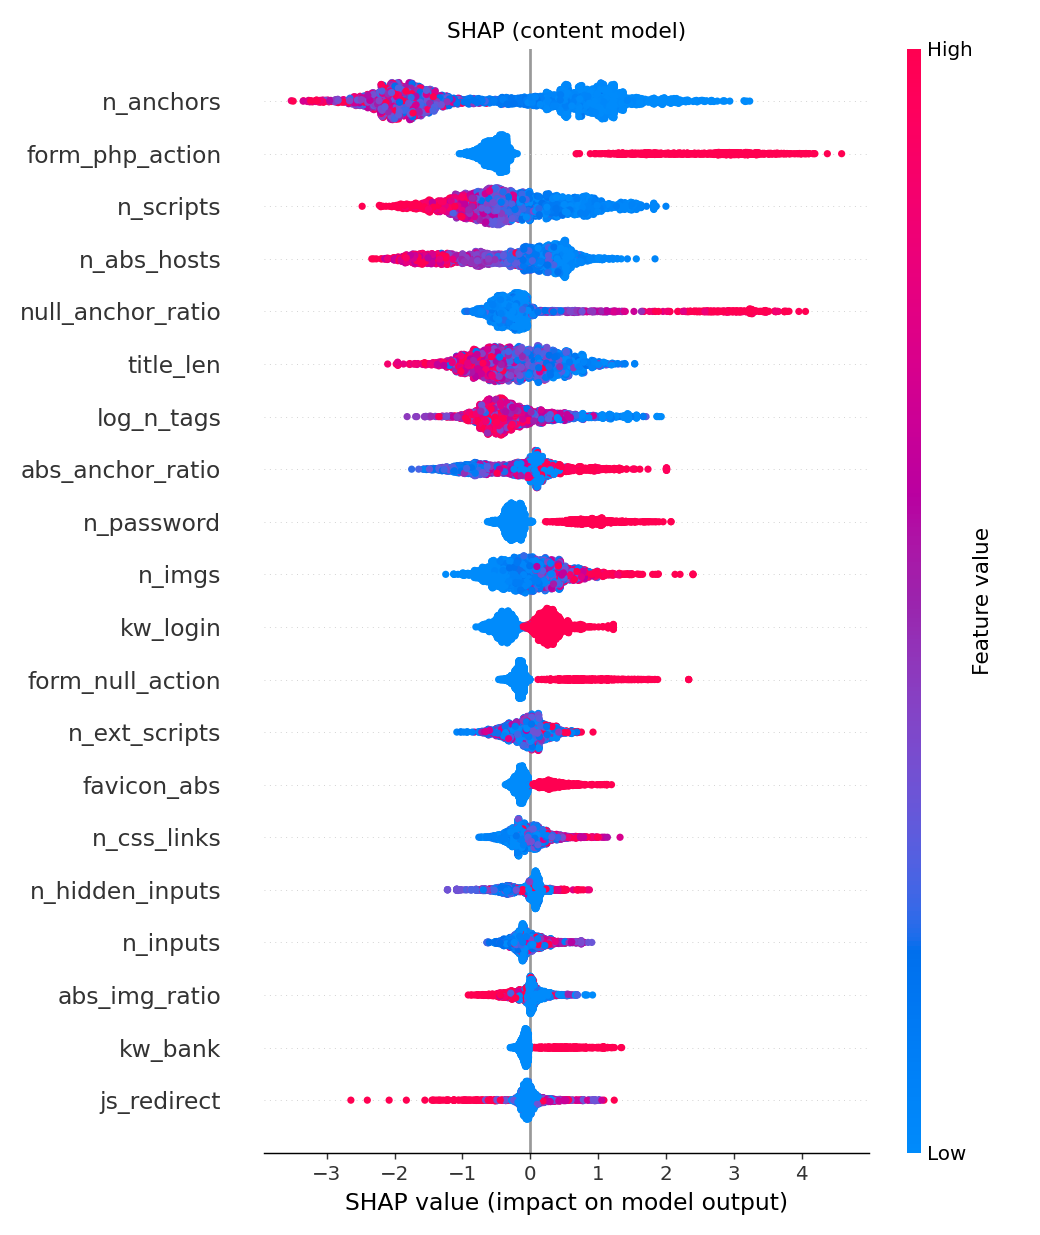 SHAP (content model)
High
n_anchors
form_php_action
n_scripts
n_abs_hosts
null_anchor_ratio
title_len
log_n_tags
abs_anchor_ratio
n_password
n_imgs
kw_login
form_null_action
n_ext_scripts
favicon_abs
n_css_links
n_hidden_inputs
n_inputs
abs_img_ratio
kw_bank
js_redirect
Feature value
Low
−3 −2 −1 0 1 2 3 4
SHAP value (impact on model output)